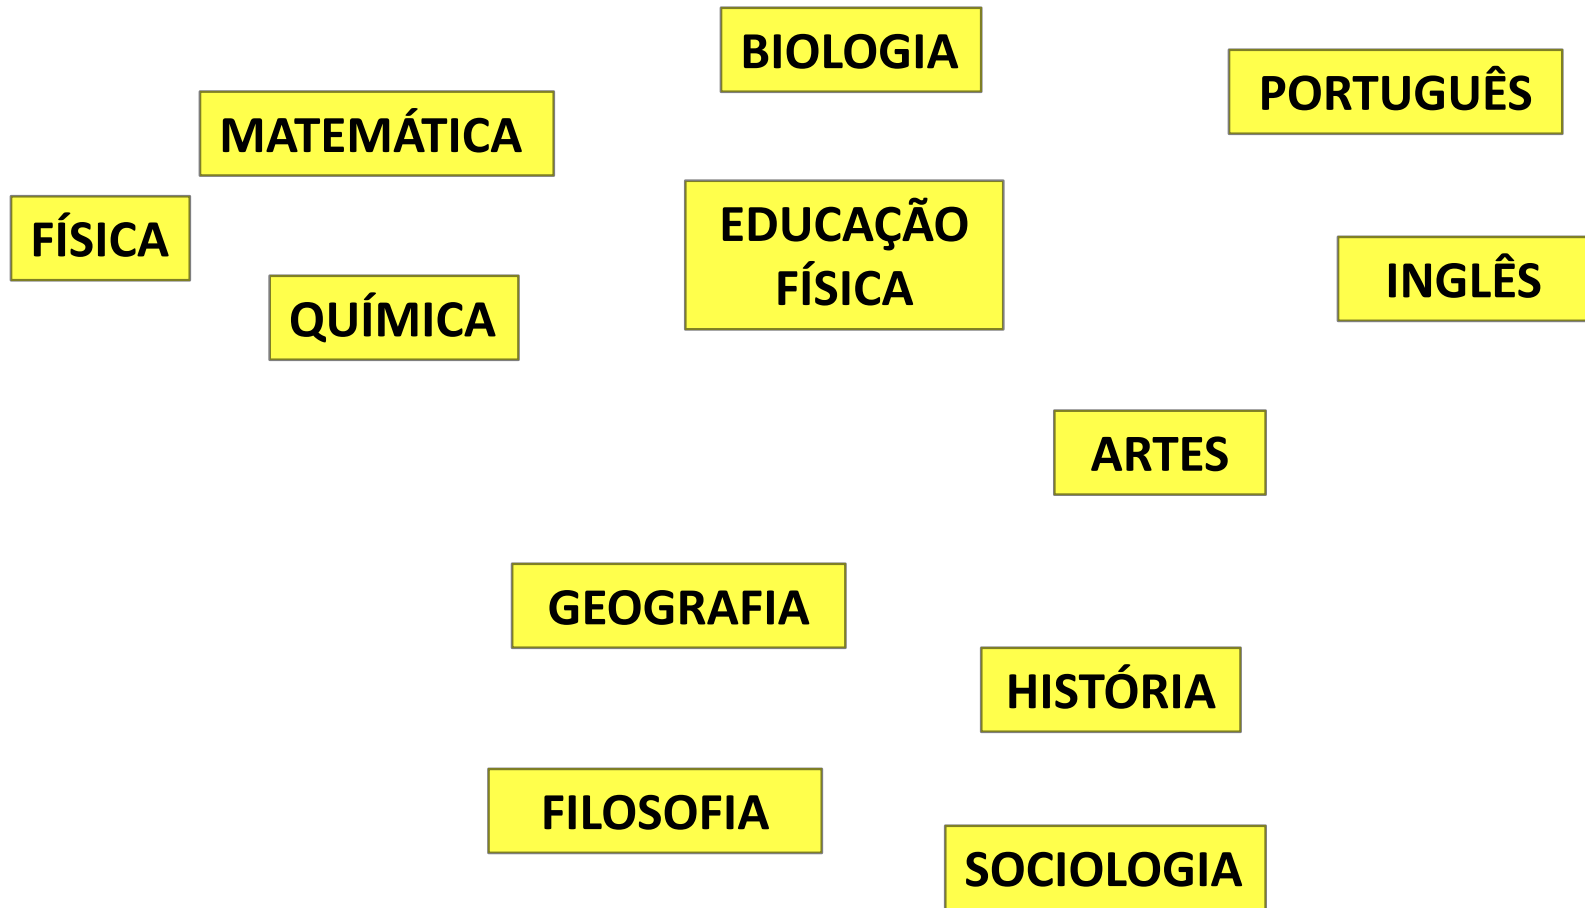 BIOLOGIA
PORTUGUÊS
MATEMÁTICA
FÍSICA
EDUCAÇÃO
FÍSICA
INGLÊS
QUÍMICA
ARTES
GEOGRAFIA
HISTÓRIA
FILOSOFIA
SOCIOLOGIA